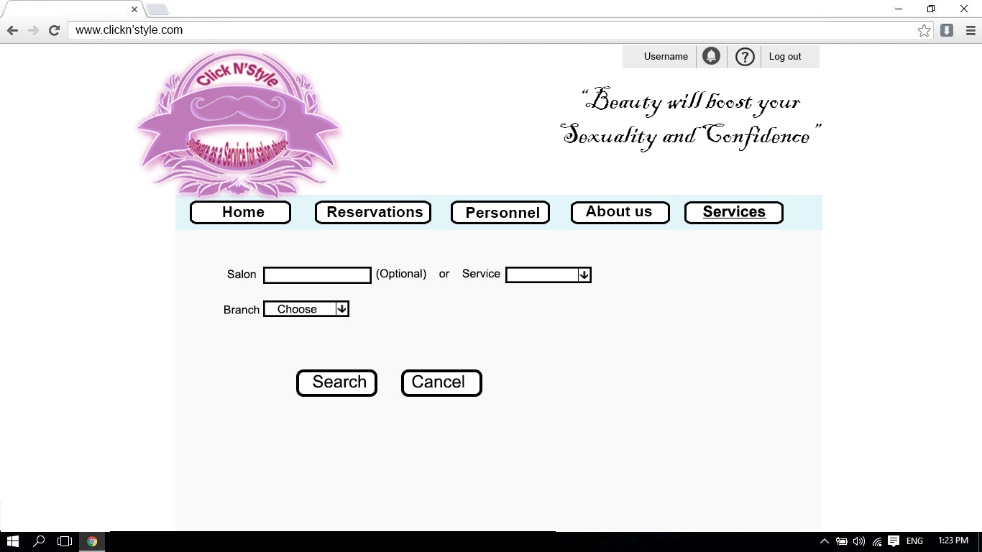 www.clickn'style.com
Username
Log out
Click N'Style
Software as a Service for salon store
"Beauty will boost your
Sexuality and Confidence"
Home Reservations Personnel About us Services
Salon (Optional) or Service
Branch Choose
Search Cancel
ENG 1:23 PM